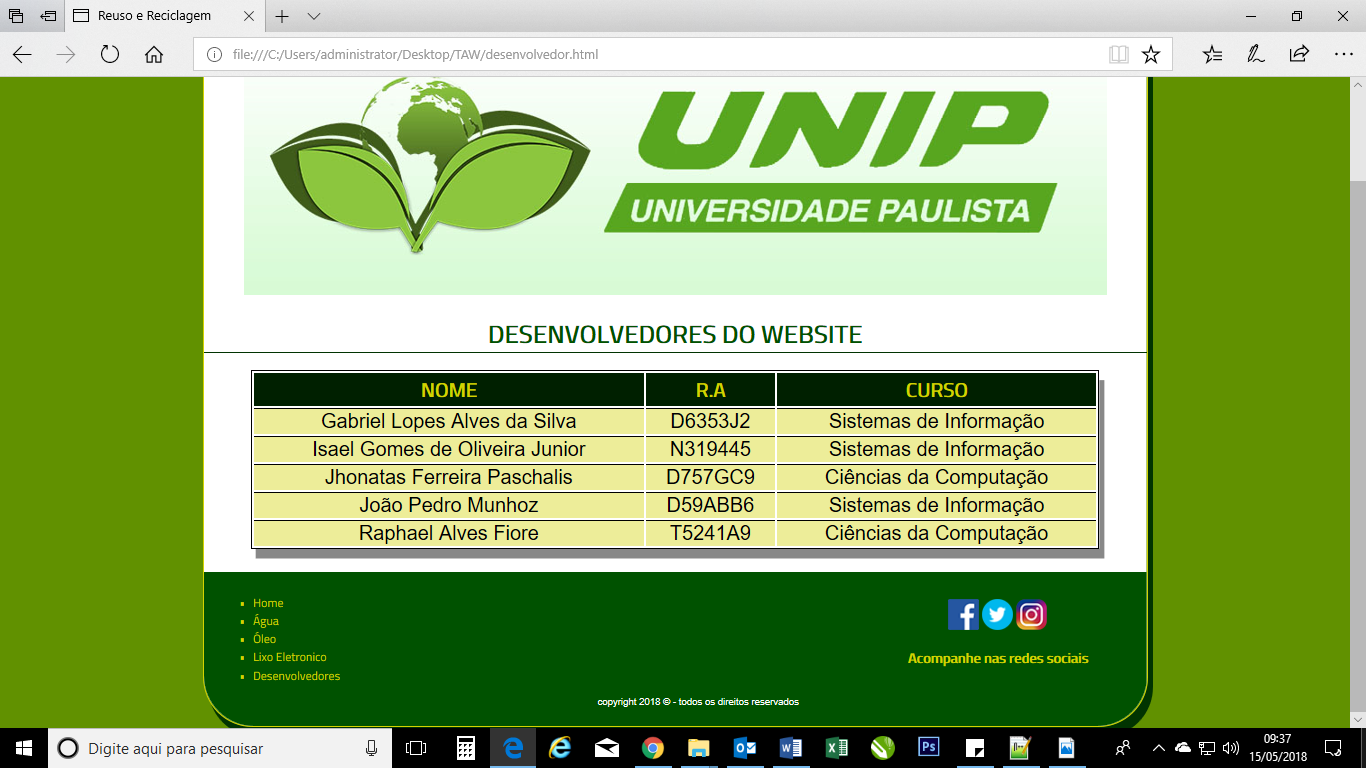 Reuso e Reciclagem
file:///C:/Users/administrator/Desktop/TAW/desenvolvedor.html
UNIP
UNIVERSIDADE PAULISTA
DESENVOLVEDORES DO WEBSITE
NOME R.A CURSO
Gabriel Lopes Alves da Silva D6353J2 Sistemas de Informação
Isael Gomes de Oliveira Junior N319445 Sistemas de Informação
Jhonatas Ferreira Paschalis D757GC9 Ciências da Computação
João Pedro Munhoz D59ABB6 Sistemas de Informação
Raphael Alves Fiore T5241A9 Ciências da Computação
Home
Água
Óleo
Lixo Eletronico
Desenvolvedores
Acompanhe nas redes sociais
copyright 2018 © - todos os direitos reservados
Digite aqui para pesquisar
09:37
15/05/2018